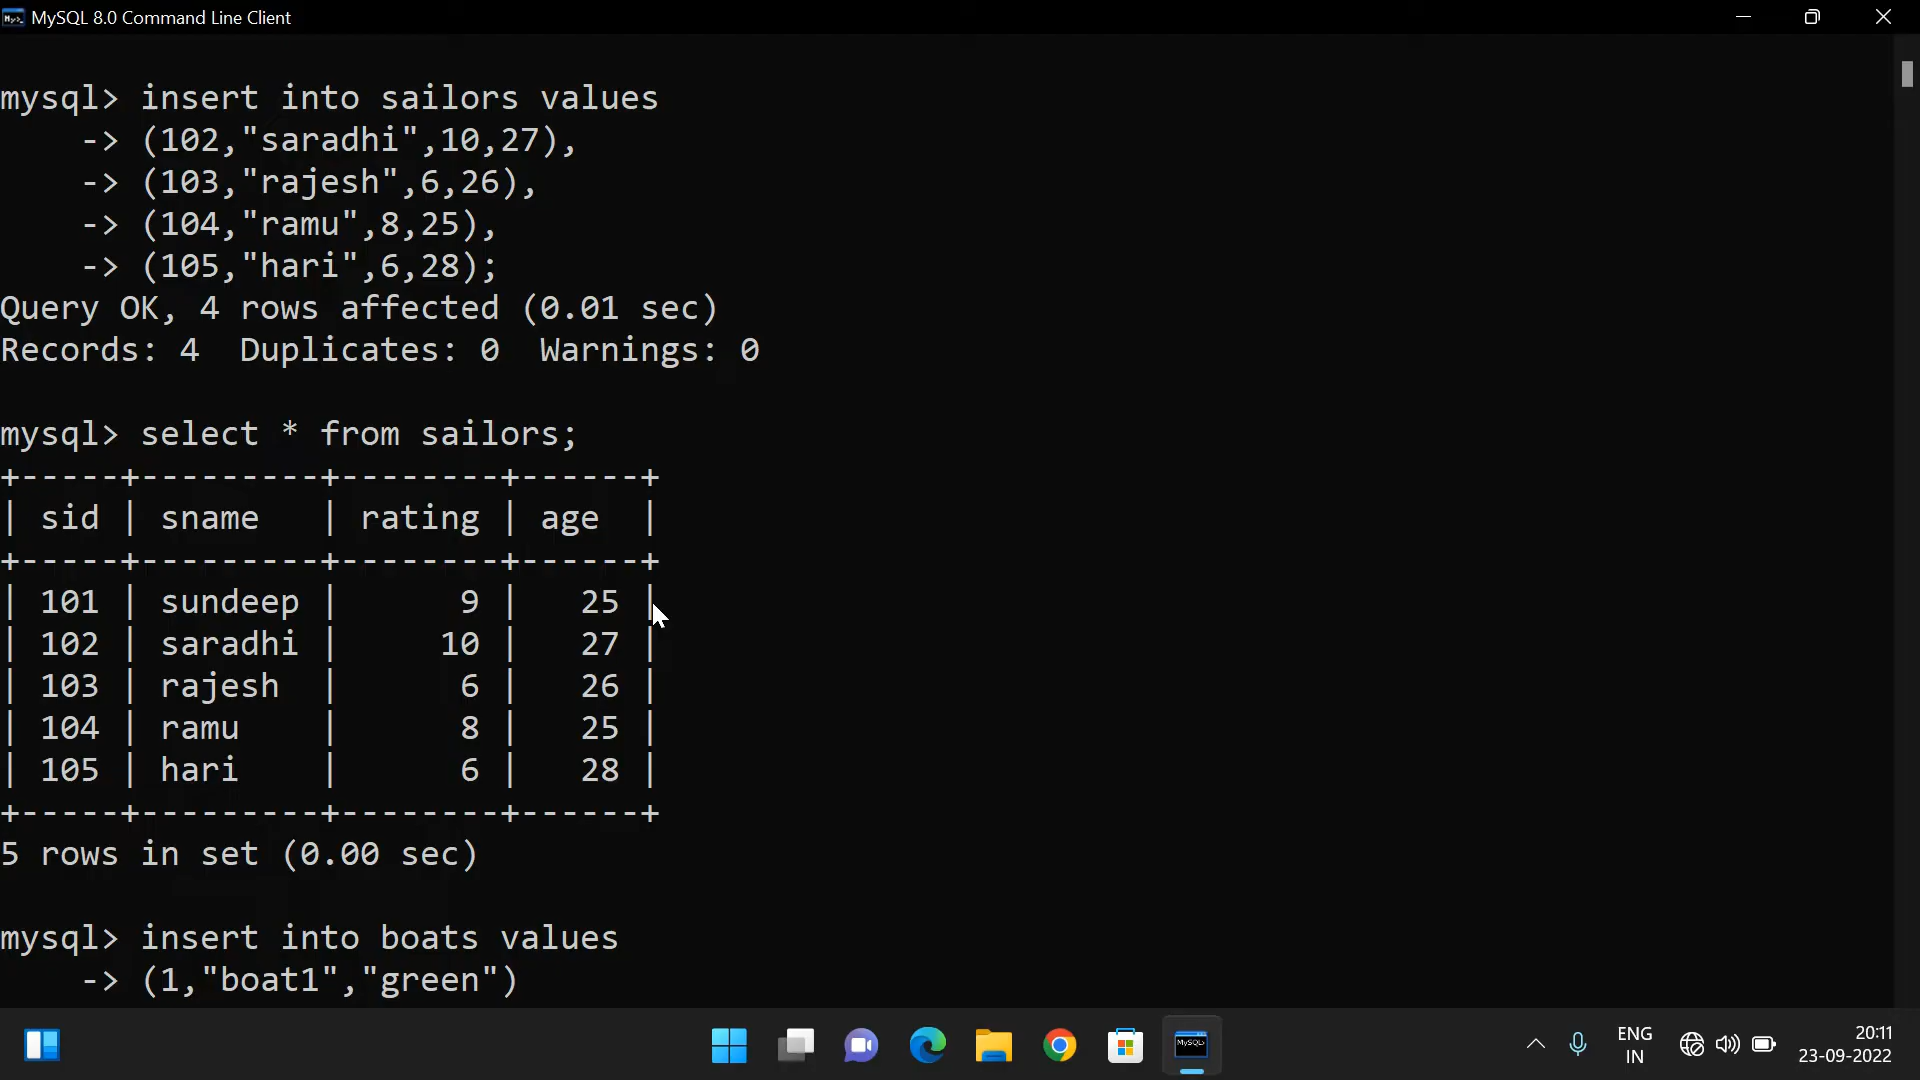 MySQL 8.0 Command Line Client
mysql> insert into sailors values
    -> (102,"saradhi",10,27),
    -> (103,"rajesh",6,26),
    -> (104,"ramu",8,25),
    -> (105,"hari",6,28);
Query OK, 4 rows affected (0.01 sec)
Records: 4  Duplicates: 0  Warnings: 0
mysql> select * from sailors;
+-----+---------+--------+------+
| sid | sname   | rating | age  |
+-----+---------+--------+------+
| 101 | sundeep |      9 |   25 |
| 102 | saradhi |     10 |   27 |
| 103 | rajesh  |      6 |   26 |
| 104 | ramu    |      8 |   25 |
| 105 | hari    |      6 |   28 |
+-----+---------+--------+------+
5 rows in set (0.00 sec)
mysql> insert into boats values
    -> (1,"boat1","green")
MySQL>
ENG
IN
20:11
23-09-2022